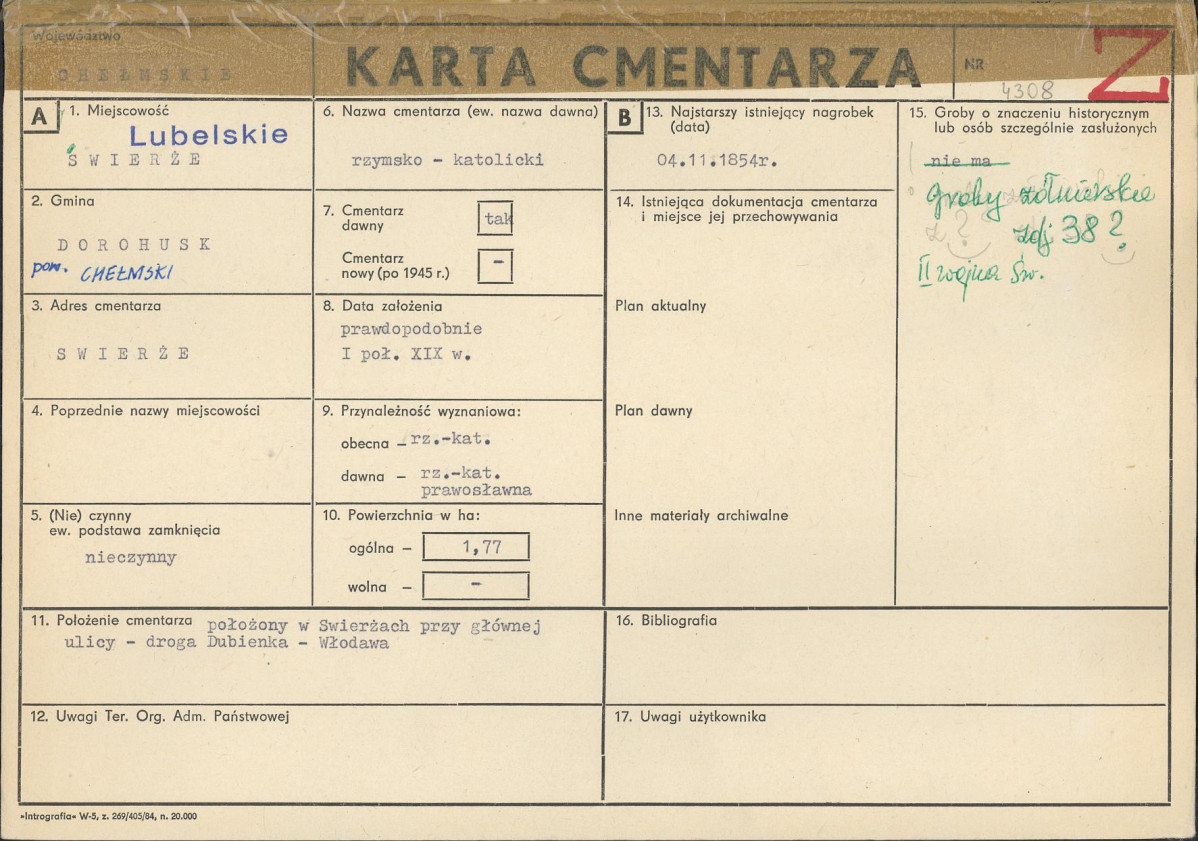 Województwo
CHEŁMSKIE
KARTA CMENTARZA
NR
4308
Z
A
1. Miejscowość
Lubelskie
ŚWIERŻE
2. Gmina
DOROHUSK
pow. CHEŁMSKI
3. Adres cmentarza
SWIERŻE
4. Poprzednie nazwy miejscowości
5. (Nie) czynny
ew. podstawa zamknięcia
nieczynny
6. Nazwa cmentarza (ew. nazwa dawna)
rzymsko - katolicki
7. Cmentarz
dawny
tak
Cmentarz
nowy (po 1945 r.)
-
8. Data założenia
prawdopodobnie
I poł. XIX w.
9. Przynależność wyznaniowa:
obecna – rz.-kat.
dawna – rz.-kat.
prawosławna
10. Powierzchnia w ha:
ogólna – 1,77
wolna – -
11. Położenie cmentarza położony w Swierżach przy głównej
ulicy - droga Dubienka - Włodawa
12. Uwagi Ter. Org. Adm. Państwowej
B
13. Najstarszy istniejący nagrobek
(data)
04.11.1854r.
14. Istniejąca dokumentacja cmentarza
i miejsce jej przechowywania
Plan aktualny
Plan dawny
Inne materiały archiwalne
15. Groby o znaczeniu historycznym
lub osób szczególnie zasłużonych
nie ma
groby żołnierskie
zdj 38 ?
II wojna Św.
16. Bibliografia
17. Uwagi użytkownika
»Intrografia« W-5, z. 269/405/84, n. 20.000